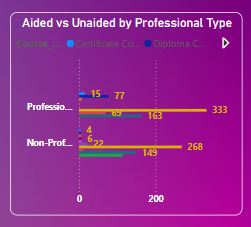 Aided vs Unaided by Professional Type
Course_... Certificate Co... Diploma C...
15
77
Professio... 333
69
163
4
6
Non-Prof... 22
268
149
0 200